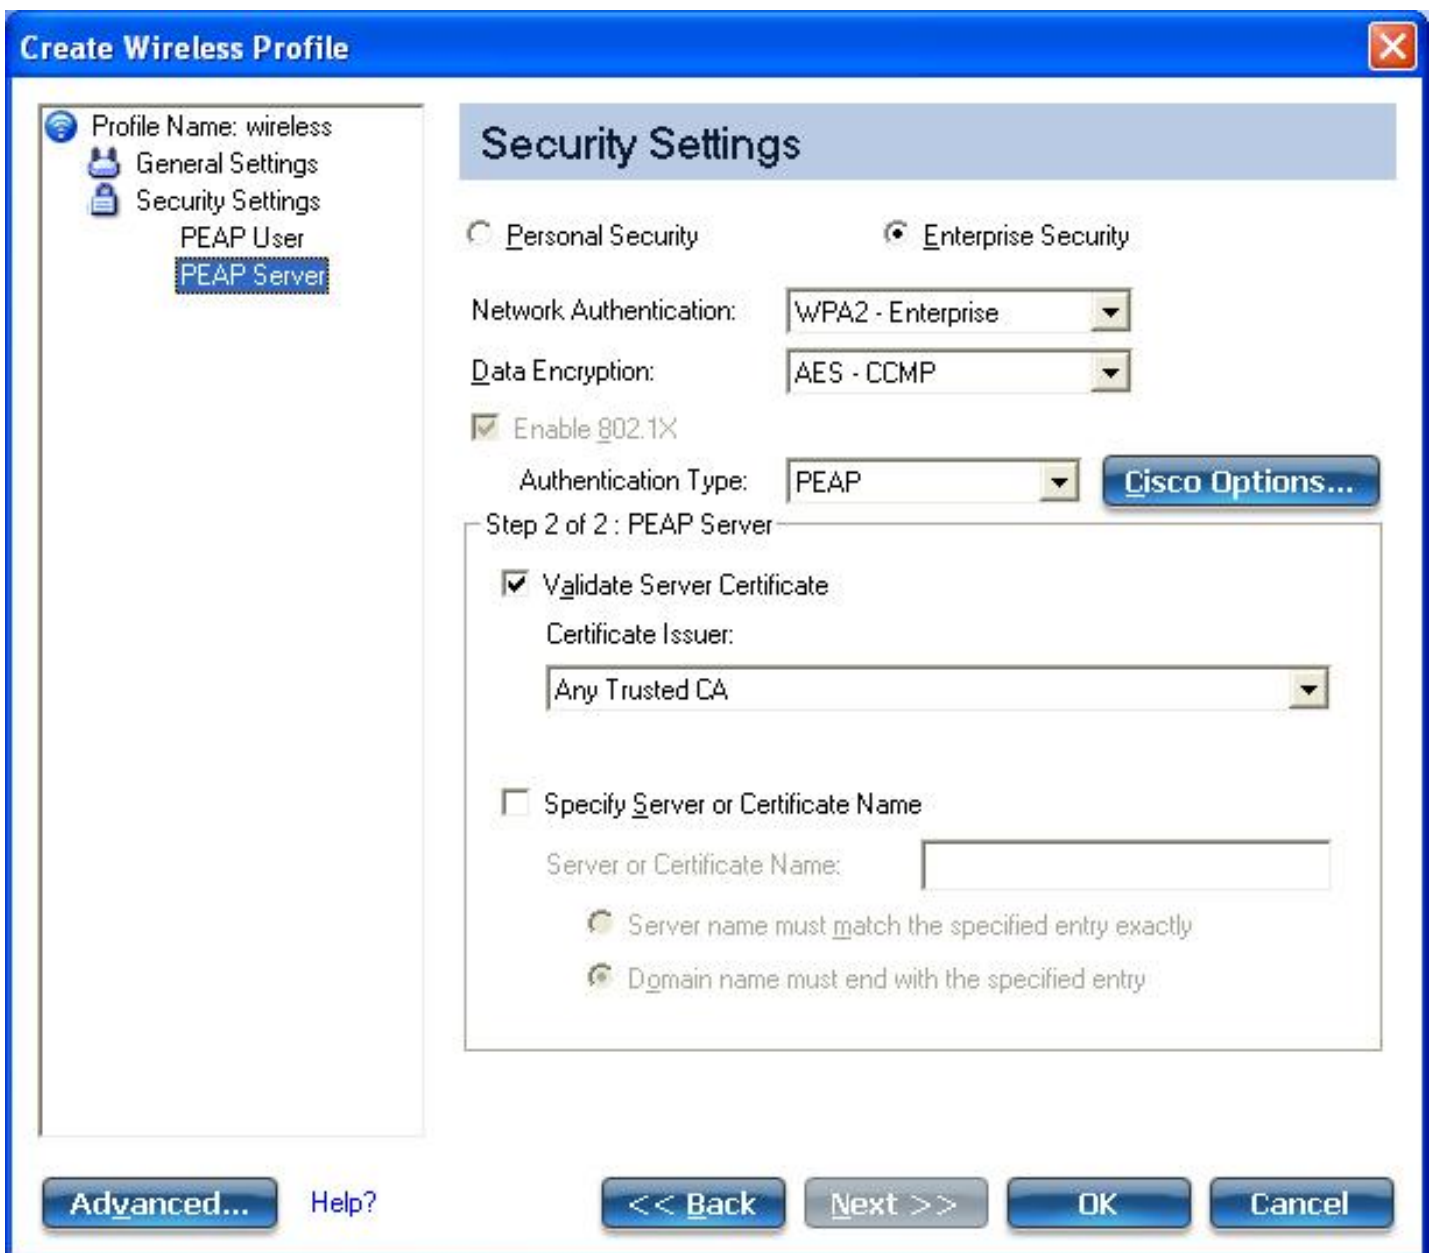 Create Wireless Profile
Profile Name: wireless
General Settings
Security Settings
PEAP User
PEAP Server
Security Settings
Personal Security
Enterprise Security
Network Authentication:
WPA2 - Enterprise
Data Encryption:
AES - CCMP
Enable 802.1X
Authentication Type:
PEAP
Cisco Options...
Step 2 of 2 : PEAP Server
Validate Server Certificate
Certificate Issuer:
Any Trusted CA
Specify Server or Certificate Name
Server or Certificate Name:
Server name must match the specified entry exactly
Domain name must end with the specified entry
Advanced...
Help?
<< Back
Next >>
OK
Cancel